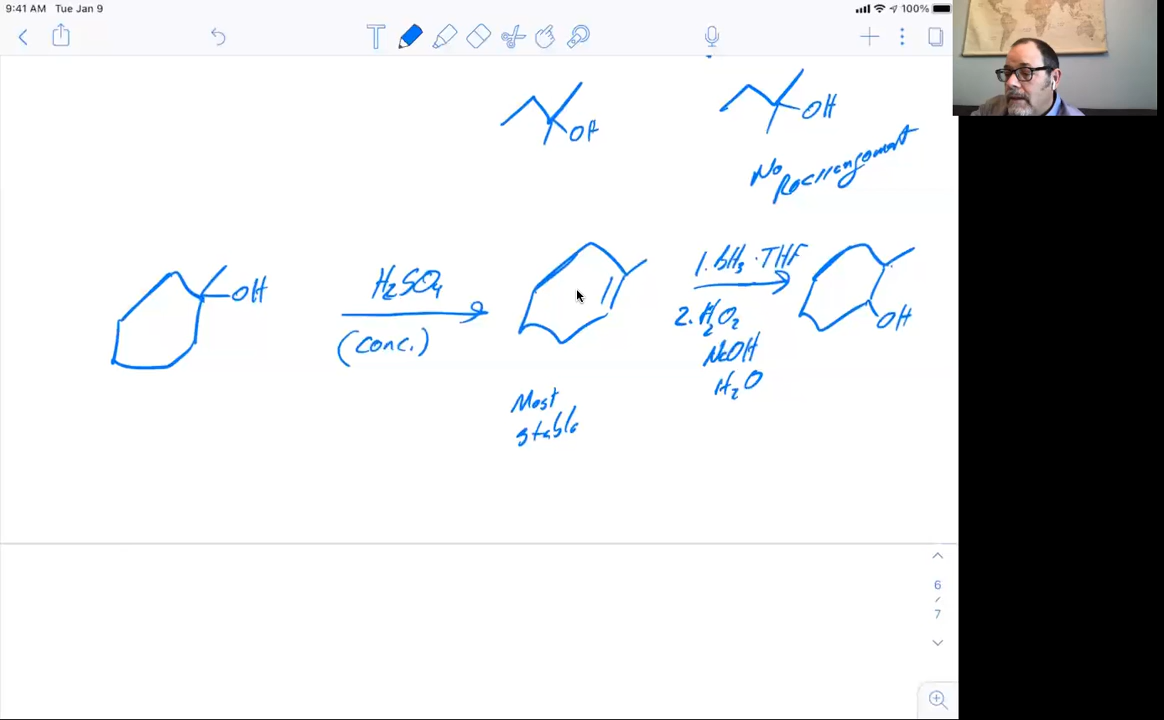 9:41 AM Tue Jan 9
100%
T
OH
OH
No
Rearrangement
OH
H₂SO₄
(conc.)
Most
stable
1. BH₃ · THF
2. H₂O₂
NaOH
H₂O
OH
6
/
7